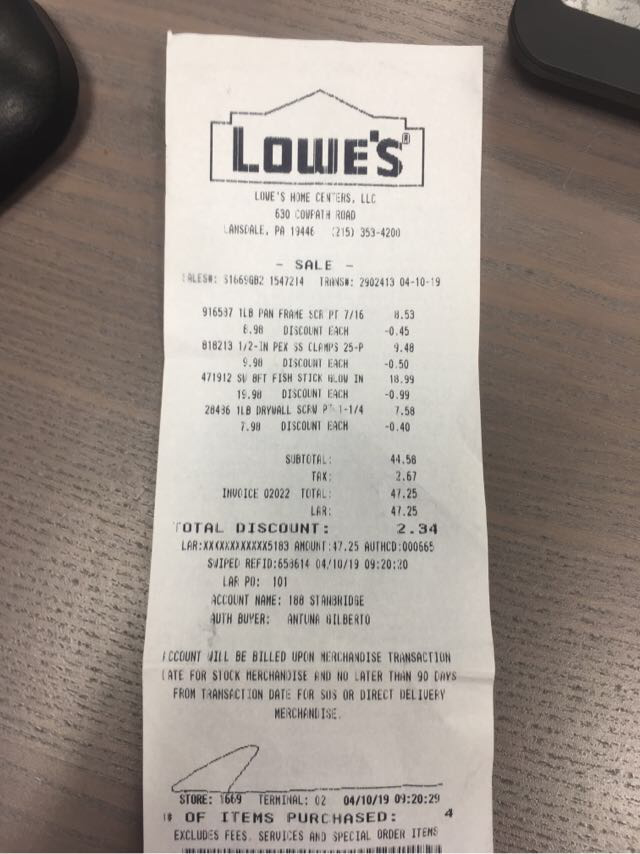 LOWE'S®
LOWE'S HOME CENTERS, LLC
630 COWPATH ROAD
LANSDALE, PA 19446 (215) 353-4200
- SALE -
SALES#: S1669GB2 1547214 TRANS#: 2902413 04-10-19
916537 1LB PAN FRAME SCR PT 7/16 8.53
8.98 DISCOUNT EACH -0.45
818213 1/2-IN PEX SS CLAMPS 25-P 9.48
9.98 DISCOUNT EACH -0.50
471912 SU 8FT FISH STICK GLOW IN 18.99
19.98 DISCOUNT EACH -0.99
28436 1LB DRYWALL SCRW PT 1-1/4 7.58
7.98 DISCOUNT EACH -0.40
SUBTOTAL: 44.58
TAX: 2.67
INVOICE 02022 TOTAL: 47.25
LAR: 47.25
TOTAL DISCOUNT: 2.34
LAR:XXXXXXXXXXXX5183 AMOUNT:47.25 AUTHCD:000665
SWIPED REFID:653614 04/10/19 09:20:20
LAR PO: 101
ACCOUNT NAME: 188 STANBRIDGE
AUTH BUYER: ANTUNA GILBERTO
ACCOUNT WILL BE BILLED UPON MERCHANDISE TRANSACTION
DATE FOR STOCK MERCHANDISE AND NO LATER THAN 90 DAYS
FROM TRANSACTION DATE FOR SOS OR DIRECT DELIVERY
MERCHANDISE.
STORE: 1669 TERMINAL: 02 04/10/19 09:20:29
# OF ITEMS PURCHASED: 4
EXCLUDES FEES, SERVICES AND SPECIAL ORDER ITEMS